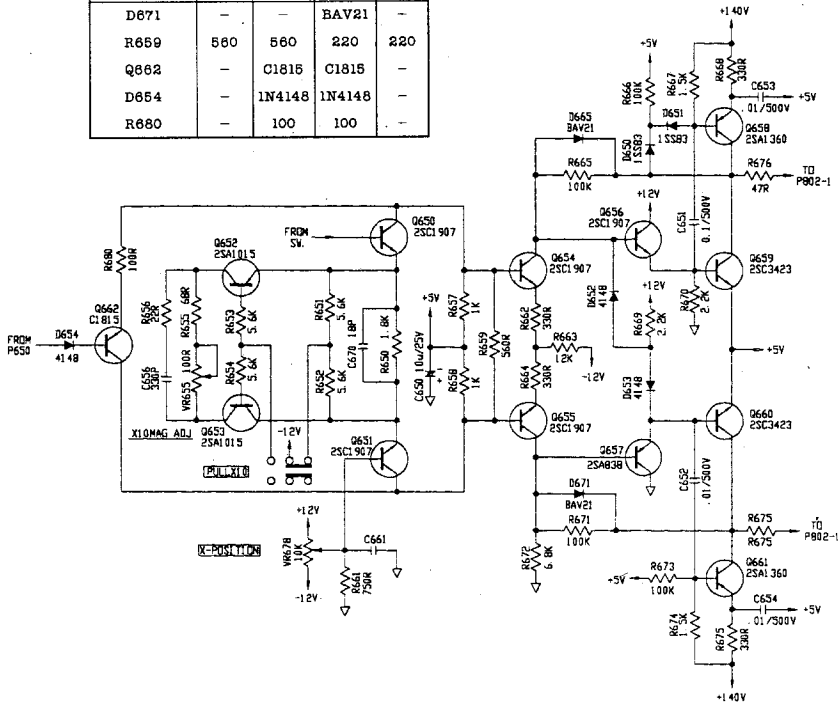 D671 - - BAV21 -
R659 560 560 220 220
Q662 - C1815 C1815 -
D654 - 1N4148 1N4148 -
R680 - 100 100 -
+140V
+5V
R666
100K
R667
1.5K
R668
330R
C653
.01/500V
+5V
D651
1SS83
D650
1SS83
Q658
2SA1360
D665
BAV21
R665
100K
R676
47R
TO
P802-1
+12V
Q656
2SC1907
C651
0.1/500V
FROM
SW.
Q650
2SC1907
R680
100R
Q652
2SA1015
Q654
2SC1907
Q659
2SC3423
D652
4148
+12V
R669
2.2K
R670
2.2K
+5V
R657
1K
R662
330R
R663
12K
-12V
Q662
C1815
FROM
P650
D654
4148
R656
22R
R655
68R
R653
5.6K
R651
5.6K
C670 18P
R650
1.8K
R659
560R
C650 10u/25V
+
-
+5V
C656
330P
VR655
100R
R654
5.6K
R652
5.6K
R658
1K
R664
330R
D653
4148
X10MAG ADJ
Q653
2SA1015
-12V
Q651
2SC1907
Q655
2SC1907
Q660
2SC3423
Q657
2SA838
C652
.01/500V
PULLX10
D671
BAV21
R671
100K
R675
R675
TO
P802-1
+12V
X-POSITION
VR678
10K
-12V
C661
R661
750R
R672
6.8K
+5V
R673
100K
Q661
2SA1360
C654
.01/500V
+5V
R674
1.5K
R675
330R
+140V